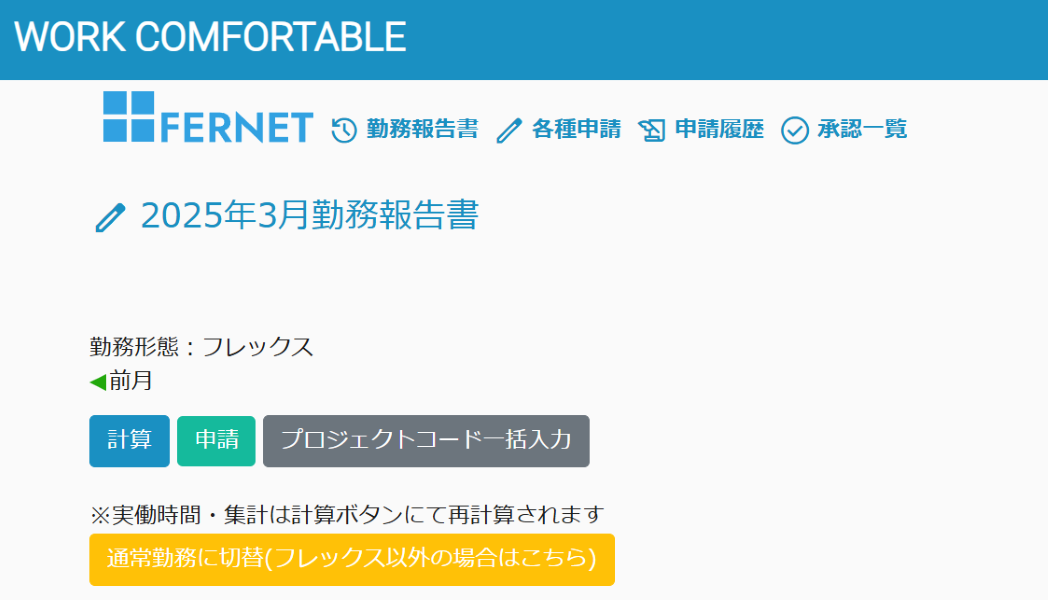 WORK COMFORTABLE
FERNET 勤務報告書 各種申請 申請履歴 承認一覧
2025年3月勤務報告書
勤務形態：フレックス
◀前月
計算 申請 プロジェクトコード一括入力
※実働時間・集計は計算ボタンにて再計算されます
通常勤務に切替(フレックス以外の場合はこちら)